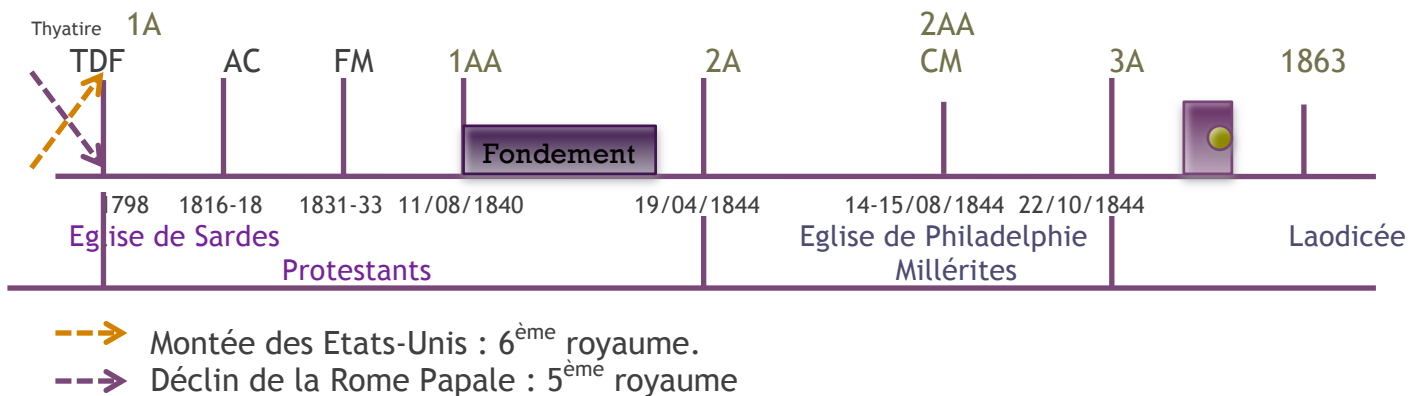 Thyatire 1A 2AA
TDF AC FM 1AA 2A CM 3A 1863
Fondement
1798 1816-18 1831-33 11/08/1840 19/04/1844 14-15/08/1844 22/10/1844
Eglise de Sardes Eglise de Philadelphie Laodicée
Protestants Millérites
Montée des Etats-Unis : 6ème royaume.
Déclin de la Rome Papale : 5ème royaume